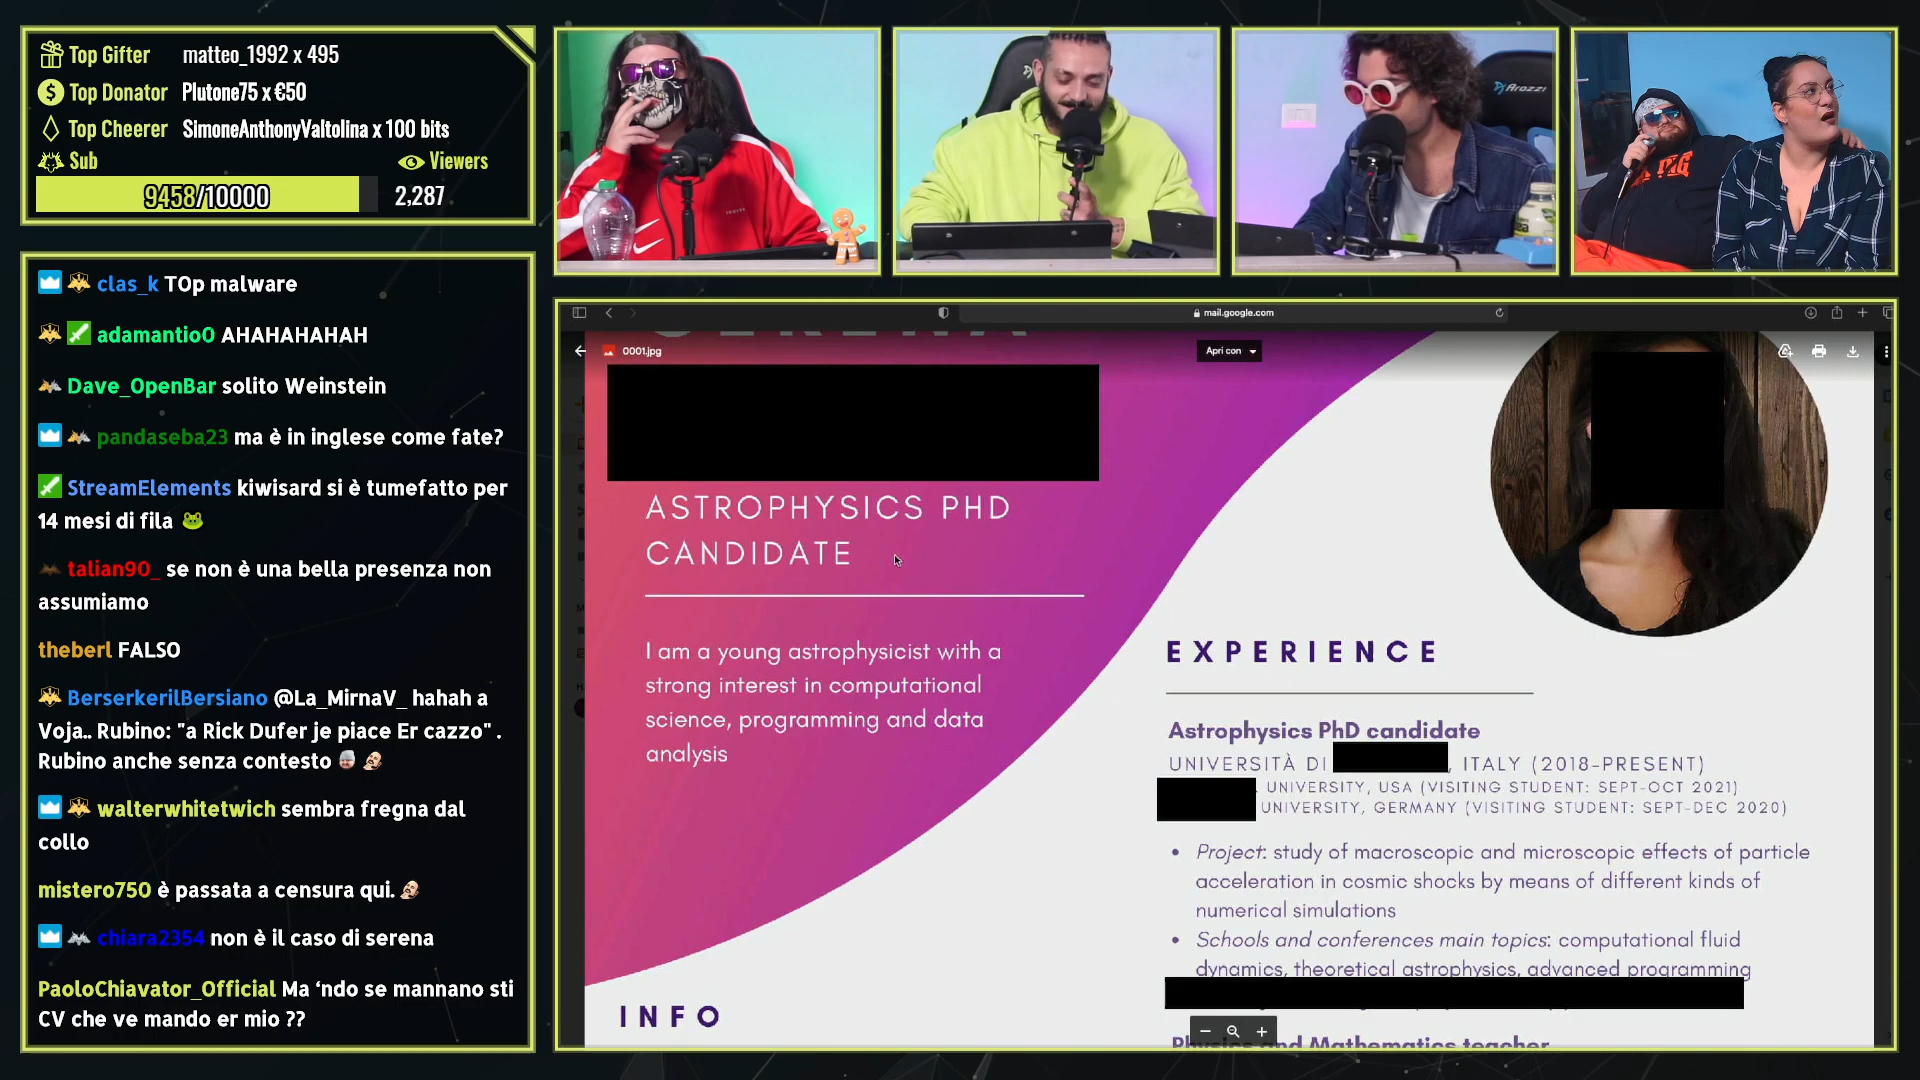 Top Gifter matteo_1992 x 495
Top Donator Plutone75 x €50
Top Cheerer SimoneAnthonyValtolina x 100 bits
Sub Viewers
9458/10000 2,287
clas_k TOp malware
adamantio0 AHAHAHAHAH
Dave_OpenBar solito Weinstein
pandaseba23 ma è in inglese come fate?
StreamElements kiwisard si è tumefatto per
14 mesi di fila
talian90_ se non è una bella presenza non
assumiamo
theberl FALSO
BerserkerilBersiano @La_MirnaV_ hahah a
Voja.. Rubino: "a Rick Dufer je piace Er cazzo" .
Rubino anche senza contesto
walterwhitetwich sembra fregna dal
collo
mistero750 è passata a censura qui.
chiara2354 non è il caso di serena
PaoloChiavator_Official Ma ‘ndo se mannano sti
CV che ve mando er mio ??
Arozzi
mail.google.com
0001.jpg
Apri con
ASTROPHYSICS PHD
CANDIDATE
I am a young astrophysicist with a
strong interest in computational
science, programming and data
analysis
INFO
EXPERIENCE
Astrophysics PhD candidate
UNIVERSITÀ DI , ITALY (2018-PRESENT)
UNIVERSITY, USA (VISITING STUDENT: SEPT-OCT 2021)
UNIVERSITY, GERMANY (VISITING STUDENT: SEPT-DEC 2020)
• Project: study of macroscopic and microscopic effects of particle
acceleration in cosmic shocks by means of different kinds of
numerical simulations
• Schools and conferences main topics: computational fluid
dynamics, theoretical astrophysics, advanced programming
Physics and Mathematics teacher